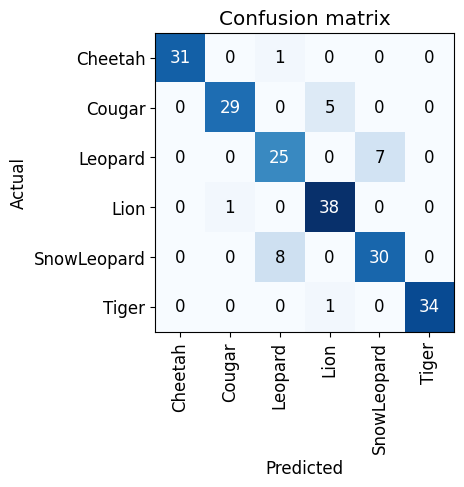 Confusion matrix
Cheetah 31 0 1 0 0 0
Cougar 0 29 0 5 0 0
Leopard 0 0 25 0 7 0
Lion 0 1 0 38 0 0
SnowLeopard 0 0 8 0 30 0
Tiger 0 0 0 1 0 34
Actual
Cheetah
Cougar
Leopard
Lion
SnowLeopard
Tiger
Predicted